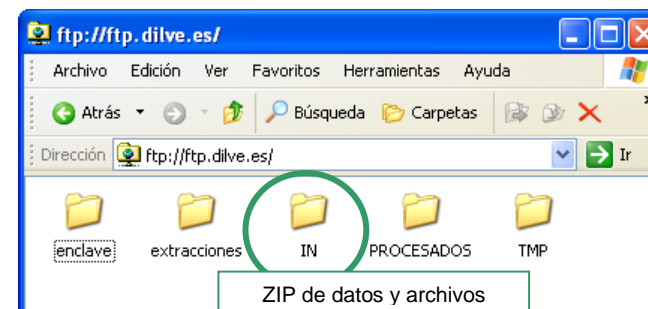 ftp://ftp.dilve.es/
Archivo Edición Ver Favoritos Herramientas Ayuda
Atrás Búsqueda Carpetas
Dirección ftp://ftp.dilve.es/ Ir
enclave extracciones IN PROCESADOS TMP
ZIP de datos y archivos